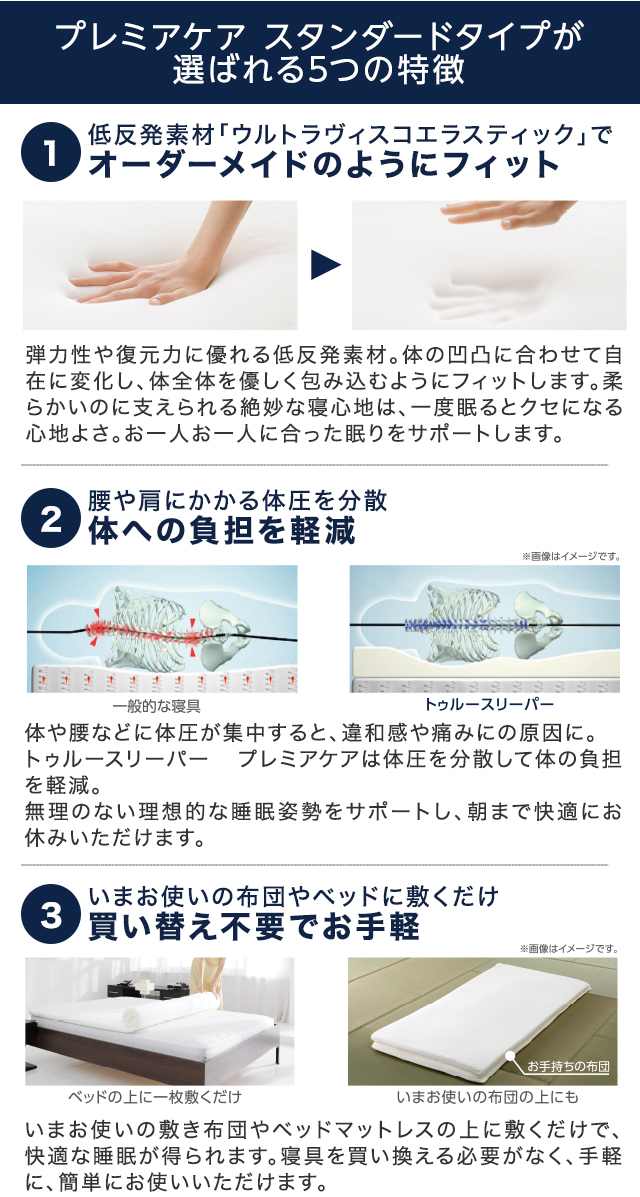 プレミアケア スタンダードタイプが
選ばれる5つの特徴
1
低反発素材「ウルトラヴィスコエラスティック」で
オーダーメイドのようにフィット
弾力性や復元力に優れる低反発素材。体の凹凸に合わせて自
在に変化し、体全体を優しく包み込むようにフィットします。柔
らかいのに支えられる絶妙な寝心地は、一度眠るとクセになる
心地よさ。お一人お一人に合った眠りをサポートします。
2
腰や肩にかかる体圧を分散
体への負担を軽減
※画像はイメージです。
一般的な寝具
トゥルースリーパー
体や腰などに体圧が集中すると、違和感や痛みにの原因に。
トゥルースリーパー　プレミアケアは体圧を分散して体の負担
を軽減。
無理のない理想的な睡眠姿勢をサポートし、朝まで快適にお
休みいただけます。
3
いまお使いの布団やベッドに敷くだけ
買い替え不要でお手軽
※画像はイメージです。
お手持ちの布団
ベッドの上に一枚敷くだけ
いまお使いの布団の上にも
いまお使いの敷き布団やベッドマットレスの上に敷くだけで、
快適な睡眠が得られます。寝具を買い換える必要がなく、手軽
に、簡単にお使いいただけます。